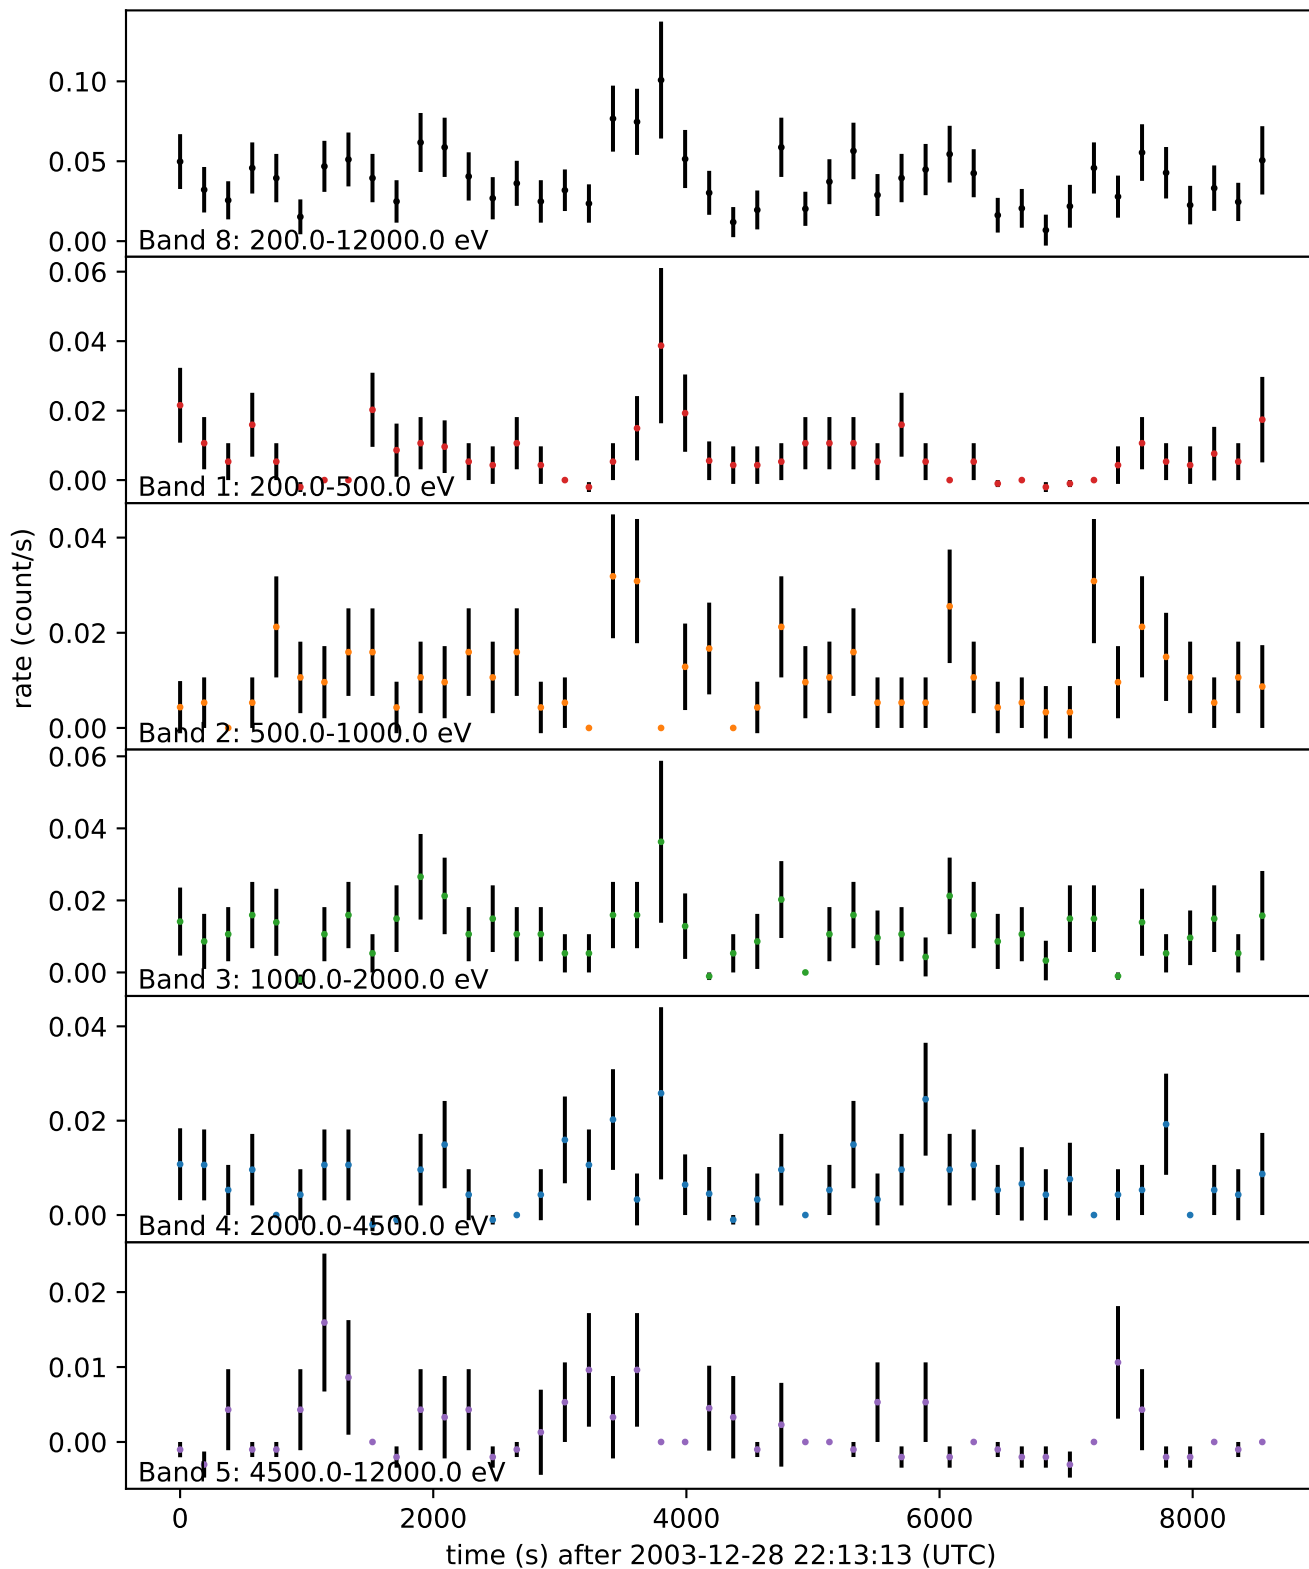 0.10
0.05
0.00
Band 8: 200.0-12000.0 eV
0.06
0.04
0.02
0.00
Band 1: 200.0-500.0 eV
0.04
0.02
0.00
Band 2: 500.0-1000.0 eV
rate (count/s)
0.06
0.04
0.02
0.00
Band 3: 1000.0-2000.0 eV
0.04
0.02
0.00
Band 4: 2000.0-4500.0 eV
0.02
0.01
0.00
Band 5: 4500.0-12000.0 eV
0 2000 4000 6000 8000
time (s) after 2003-12-28 22:13:13 (UTC)